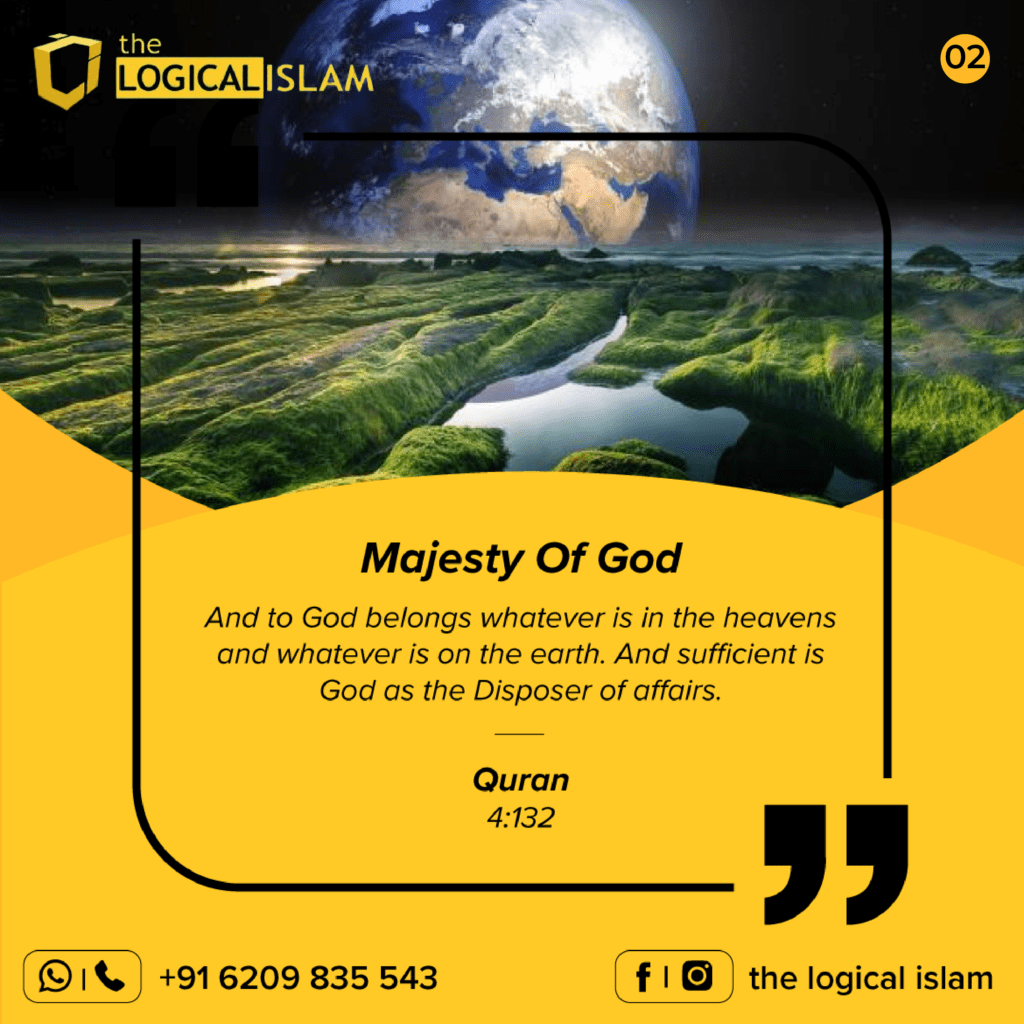 the
LOGICAL ISLAM
02
Majesty Of God
And to God belongs whatever is in the heavens
and whatever is on the earth. And sufficient is
God as the Disposer of affairs.
Quran
4:132
+91 6209 835 543
the logical islam